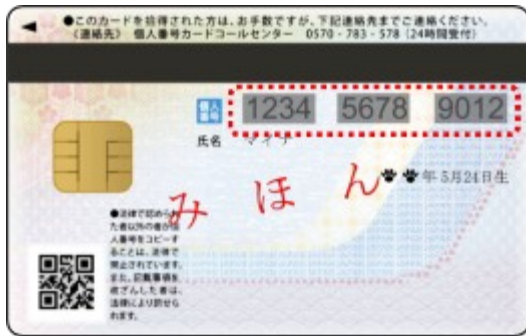 ●このカードを拾得された方は、お手数ですが、下記連絡先までご連絡ください。
《連絡先》 個人番号カードコールセンター 0570-783-578（24時間受付）
個人番号 1234 5678 9012
氏名 マイナ
年5月24日生
みほん
●法律で認められ
た者以外の者が個
人番号をコピーす
ることは、法律で
禁止されています。
また、記載事項を
改ざんした者は、
法律により罰せら
れます。